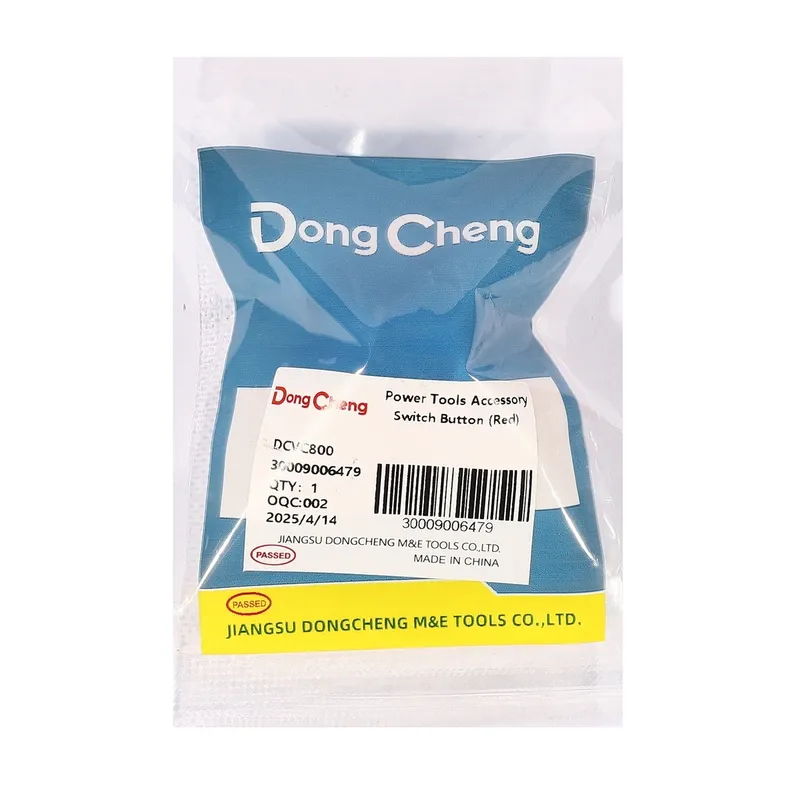 Dong Cheng
Dong Cheng
Power Tools Accessory
Switch Button (Red)
DCVC800
30009006479
QTY: 1
OQC:002
2025/4/14
30009006479
JIANGSU DONGCHENG M&E TOOLS CO.,LTD.
PASSED
MADE IN CHINA
PASSED
JIANGSU DONGCHENG M&E TOOLS CO.,LTD.